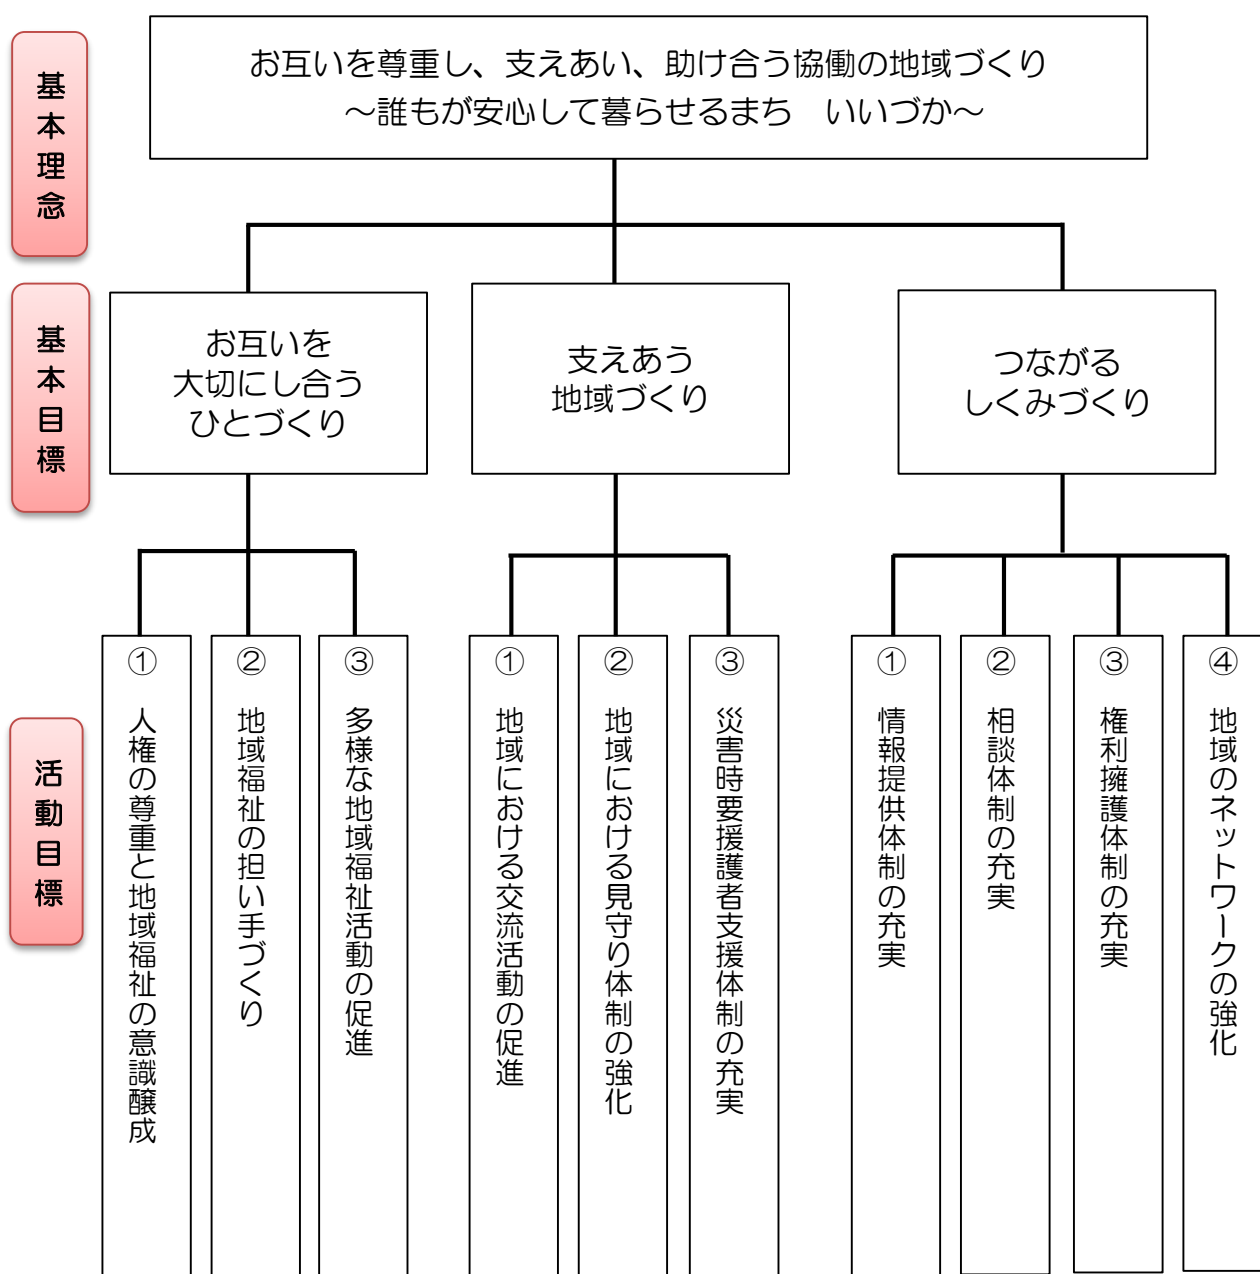 基本理念
お互いを尊重し、支えあい、助け合う協働の地域づくり
～誰もが安心して暮らせるまち　いいづか～
基本目標
お互いを
大切にし合う
ひとづくり
支えあう
地域づくり
つながる
しくみづくり
活動目標
①　人権の尊重と地域福祉の意識醸成
②　地域福祉の担い手づくり
③　多様な地域福祉活動の促進
①　地域における交流活動の促進
②　地域における見守り体制の強化
③　災害時要援護者支援体制の充実
①　情報提供体制の充実
②　相談体制の充実
③　権利擁護体制の充実
④　地域のネットワークの強化